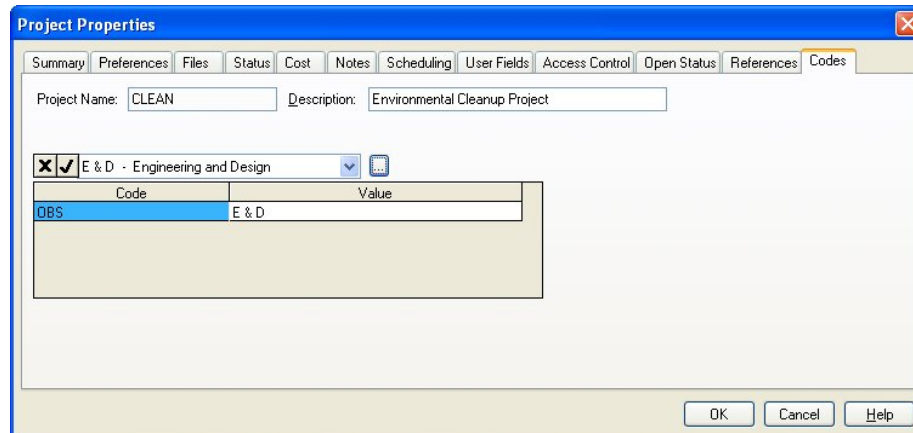 Project Properties
Summary Preferences Files Status Cost Notes Scheduling User Fields Access Control Open Status References Codes
Project Name: CLEAN Description: Environmental Cleanup Project
E & D - Engineering and Design ...
Code Value
OBS E & D
OK Cancel Help